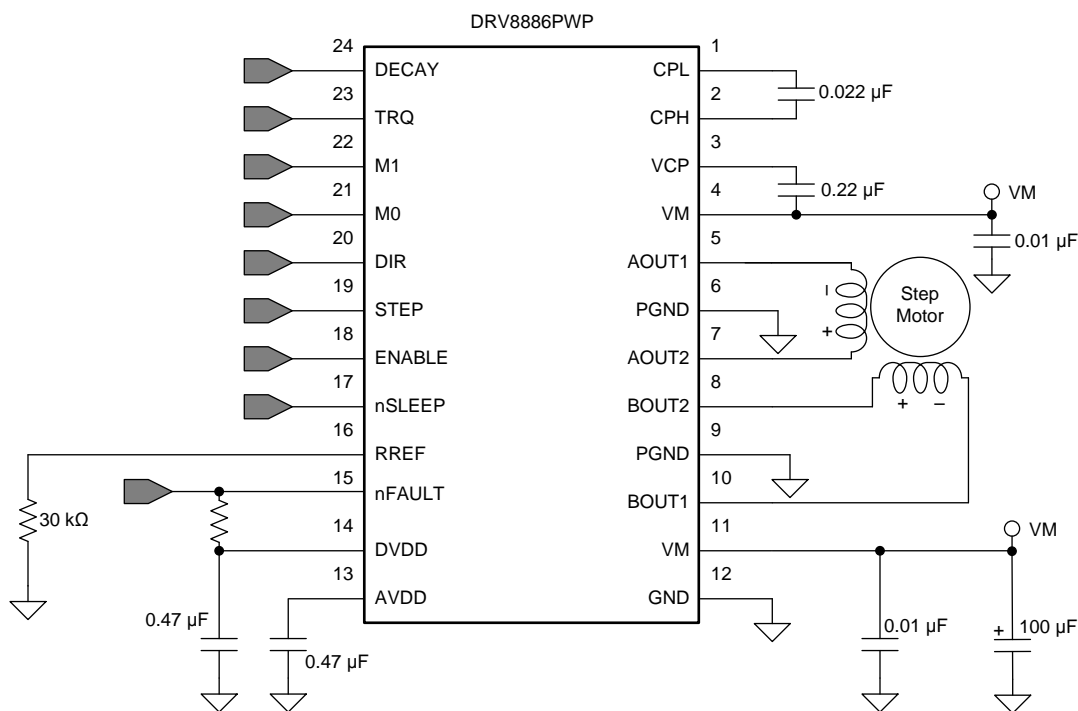 DRV8886PWP
24
DECAY
23
TRQ
22
M1
21
M0
20
DIR
19
STEP
18
ENABLE
17
nSLEEP
16
RREF
15
nFAULT
14
DVDD
13
AVDD
1
CPL
2
CPH
3
VCP
4
VM
5
AOUT1
6
PGND
7
AOUT2
8
BOUT2
9
PGND
10
BOUT1
11
VM
12
GND
0.022 µF
0.22 µF
VM
0.01 µF
–
+
Step
Motor
+ –
VM
0.01 µF
+
100 µF
30 kΩ
0.47 µF
0.47 µF